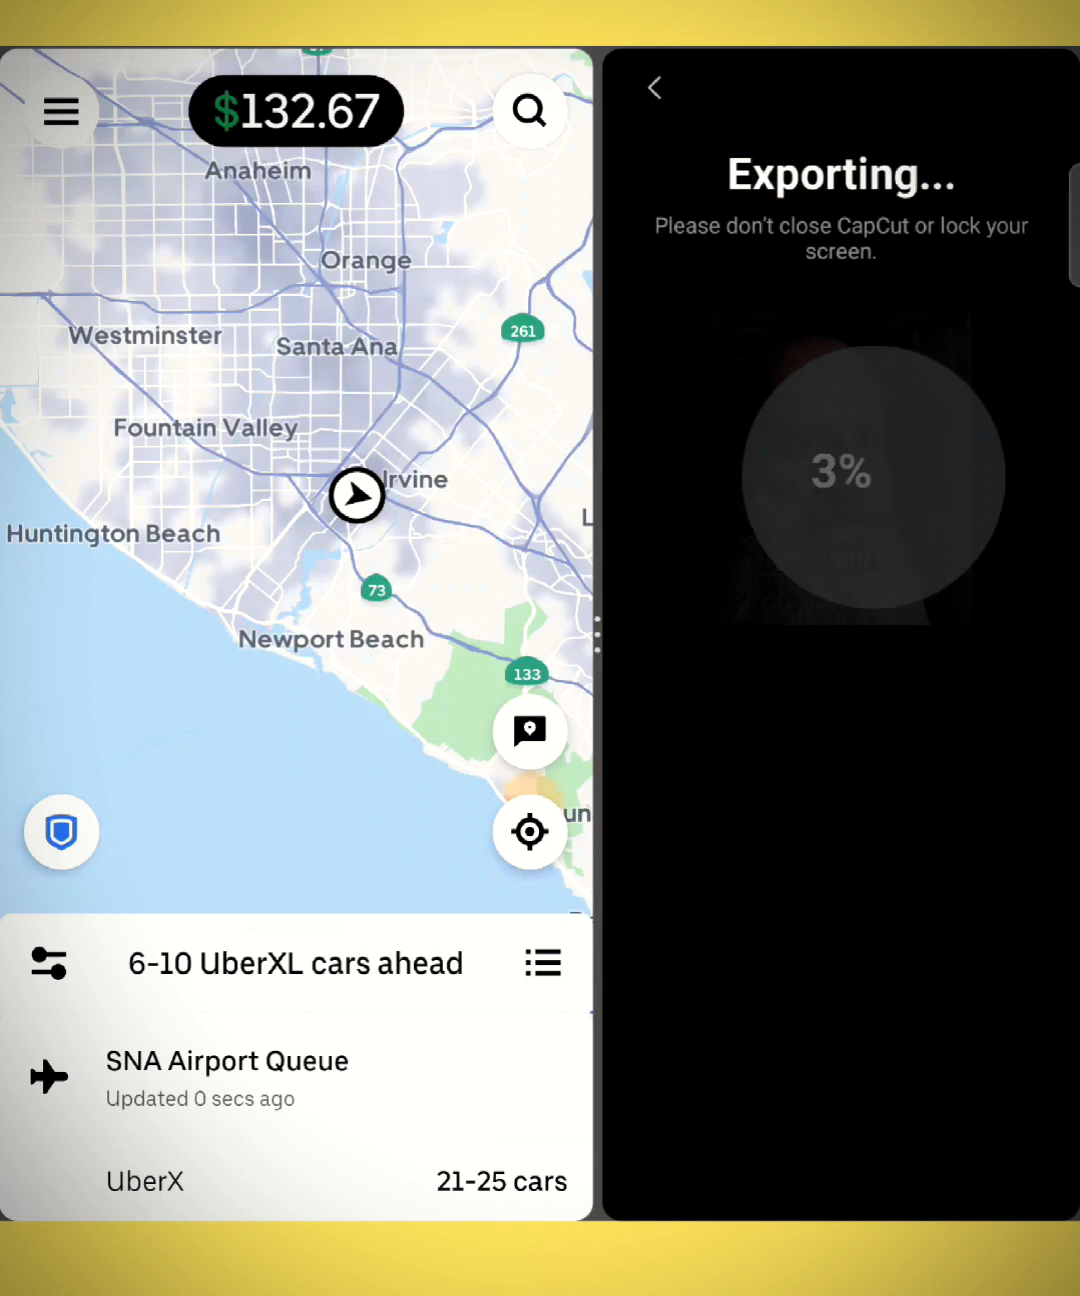 $132.67
Anaheim
Orange
Westminster
261
Santa Ana
Fountain Valley
Irvine
Huntington Beach
73
Newport Beach
133
6-10 UberXL cars ahead
SNA Airport Queue
Updated 0 secs ago
UberX 21-25 cars
Exporting...
Please don't close CapCut or lock your
screen.
3%